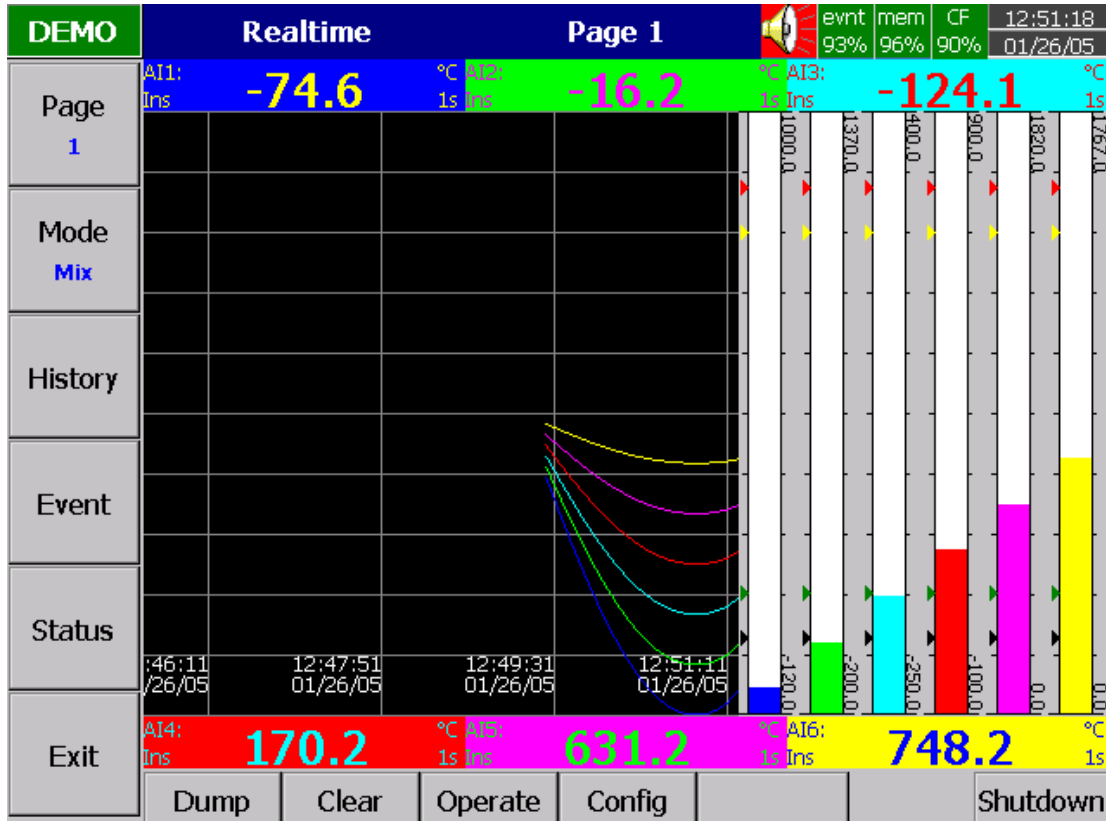 DEMO Realtime Page 1 evnt mem CF 12:51:18
93% 96% 90% 01/26/05
Page
1
Mode
Mix
History
Event
Status
Exit
AI1: -74.6 °C AI2: -16.2 °C AI3: -124.1 °C
Ins 1s Ins 1s Ins 1s
1000.0 1370.0 400.0 900.0 1820.0 1767.0
:46:11 12:47:51 12:49:31 12:51:11
/26/05 01/26/05 01/26/05 01/26/05
-120.0 -200.0 -250.0 -100.0 0.0 0.0
AI4: 170.2 °C AI5: 631.2 °C AI6: 748.2 °C
Ins 1s Ins 1s Ins 1s
Dump Clear Operate Config Shutdown